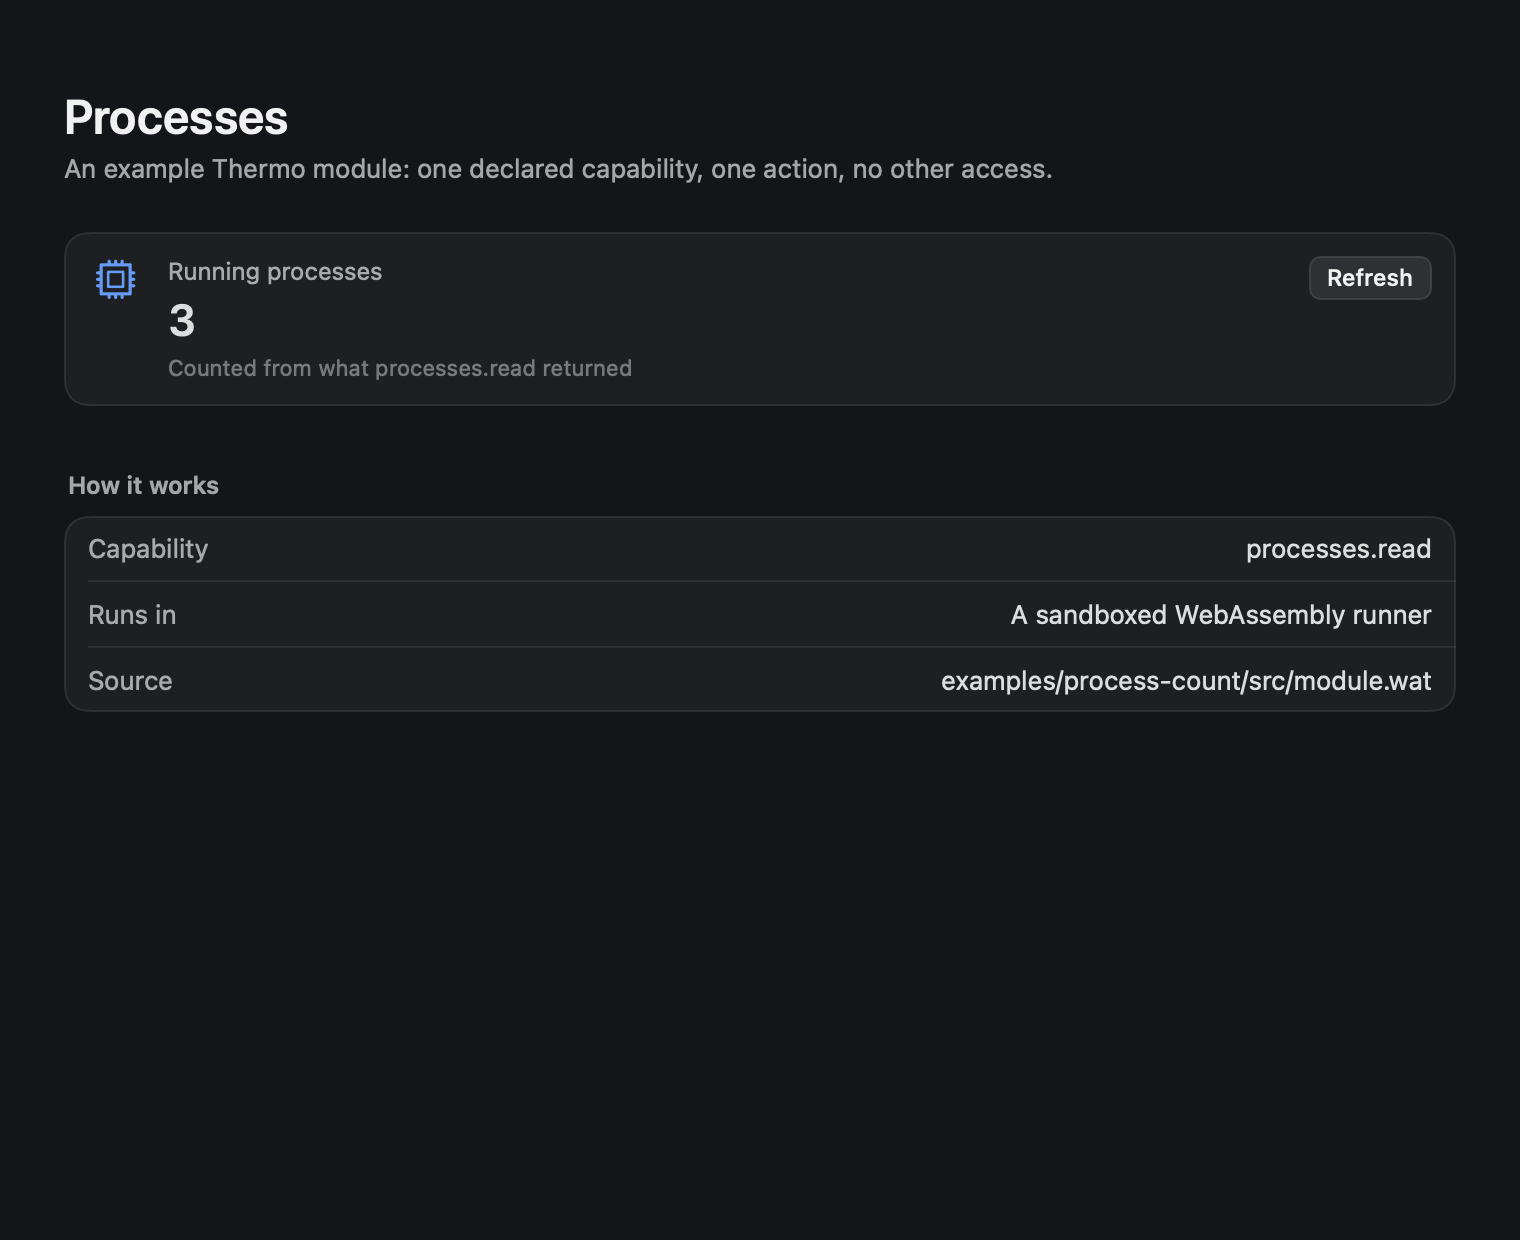 Processes
An example Thermo module: one declared capability, one action, no other access.
Running processes
Refresh
3
Counted from what processes.read returned
How it works
Capability
processes.read
Runs in
A sandboxed WebAssembly runner
Source
examples/process-count/src/module.wat